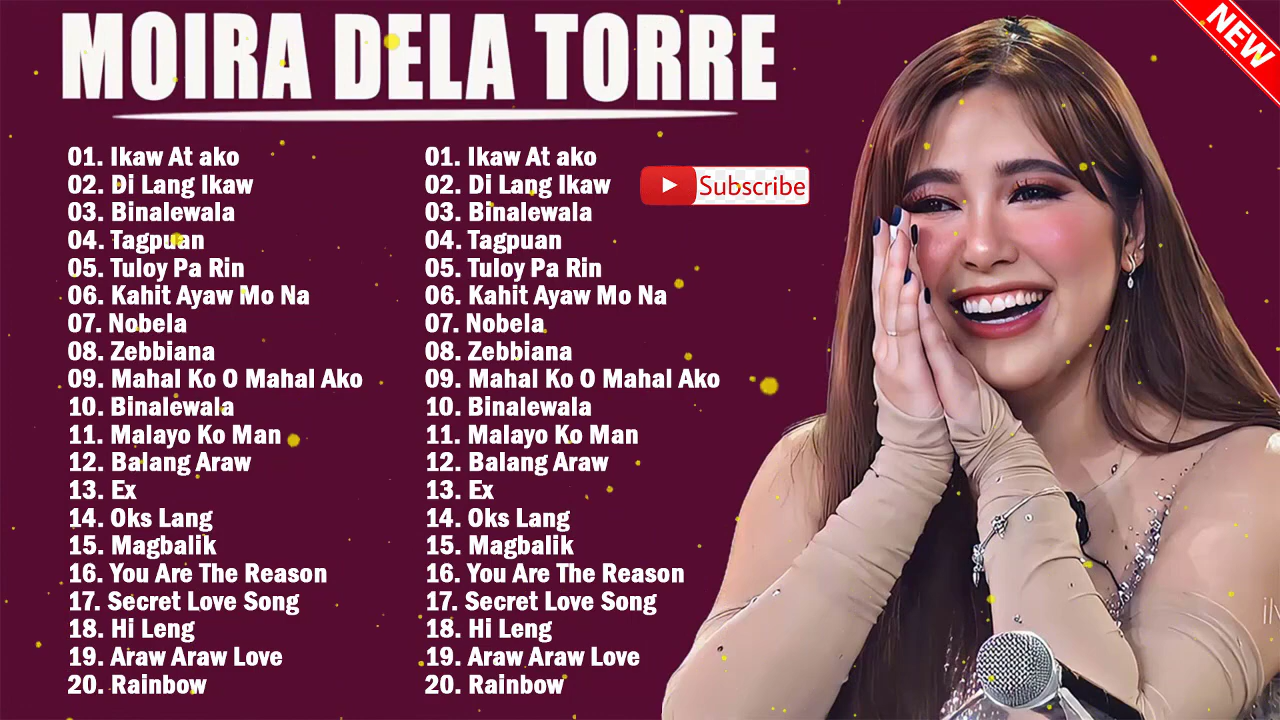 MOIRA DELA TORRE
NEW
01. Ikaw At ako
02. Di Lang Ikaw
03. Binalewala
04. Tagpuan
05. Tuloy Pa Rin
06. Kahit Ayaw Mo Na
07. Nobela
08. Zebbiana
09. Mahal Ko O Mahal Ako
10. Binalewala
11. Malayo Ko Man
12. Balang Araw
13. Ex
14. Oks Lang
15. Magbalik
16. You Are The Reason
17. Secret Love Song
18. Hi Leng
19. Araw Araw Love
20. Rainbow
01. Ikaw At ako
02. Di Lang Ikaw
03. Binalewala
04. Tagpuan
05. Tuloy Pa Rin
06. Kahit Ayaw Mo Na
07. Nobela
08. Zebbiana
09. Mahal Ko O Mahal Ako
10. Binalewala
11. Malayo Ko Man
12. Balang Araw
13. Ex
14. Oks Lang
15. Magbalik
16. You Are The Reason
17. Secret Love Song
18. Hi Leng
19. Araw Araw Love
20. Rainbow
Subscribe